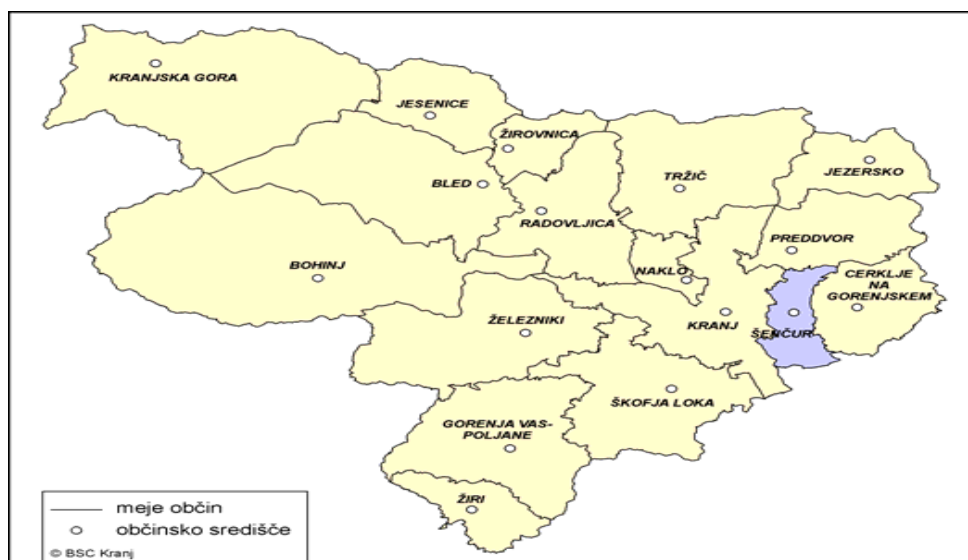 KRANJSKA GORA
JESENICE
ŽIROVNICA
BLED
RADOVLJICA
TRŽIČ
JEZERSKO
PREDDVOR
BOHINJ
NAKLO
CERKLJE
NA
GORENJSKEM
KRANJ
ŠENČUR
ŽELEZNIKI
ŠKOFJA LOKA
GORENJA VAS-
POLJANE
ŽIRI
meje občin
občinsko središče
© BSC Kranj